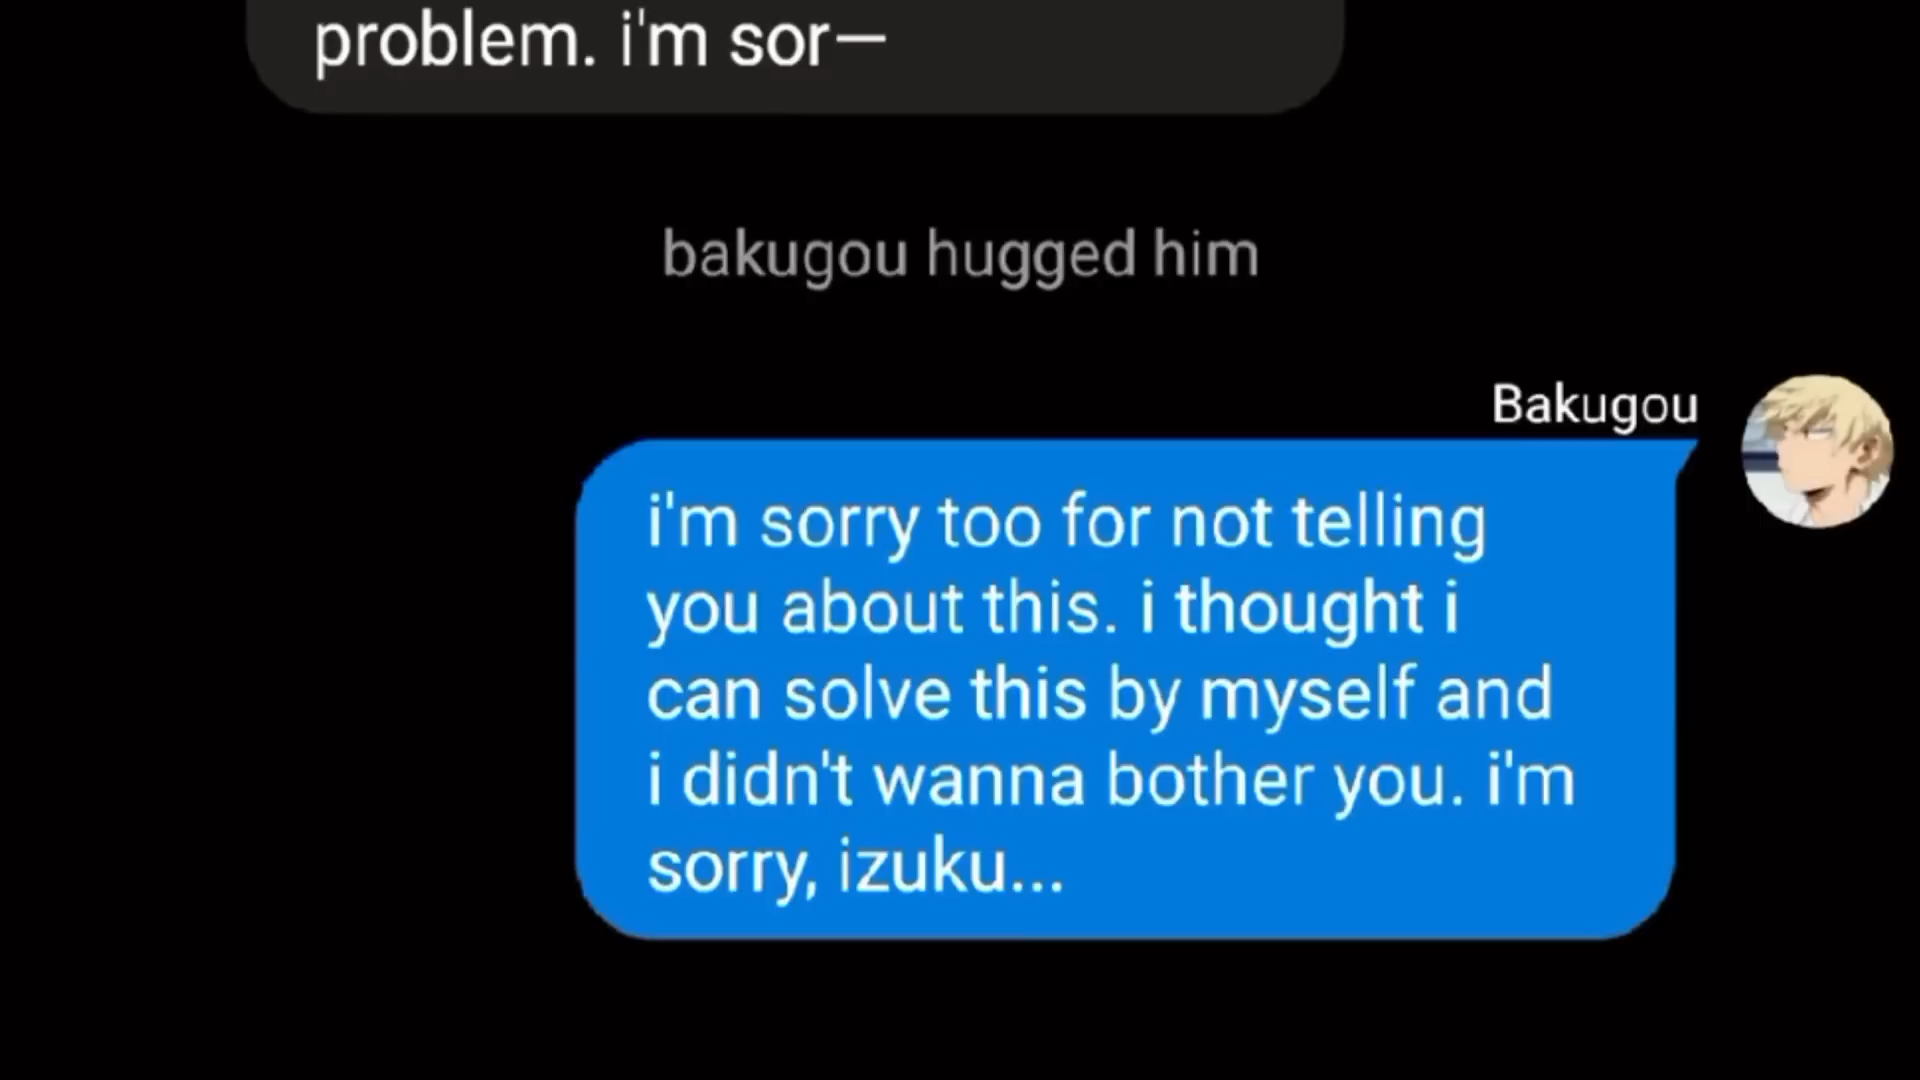 problem. i'm sor—
bakugou hugged him
Bakugou
i'm sorry too for not telling
you about this. i thought i
can solve this by myself and
i didn't wanna bother you. i'm
sorry, izuku...